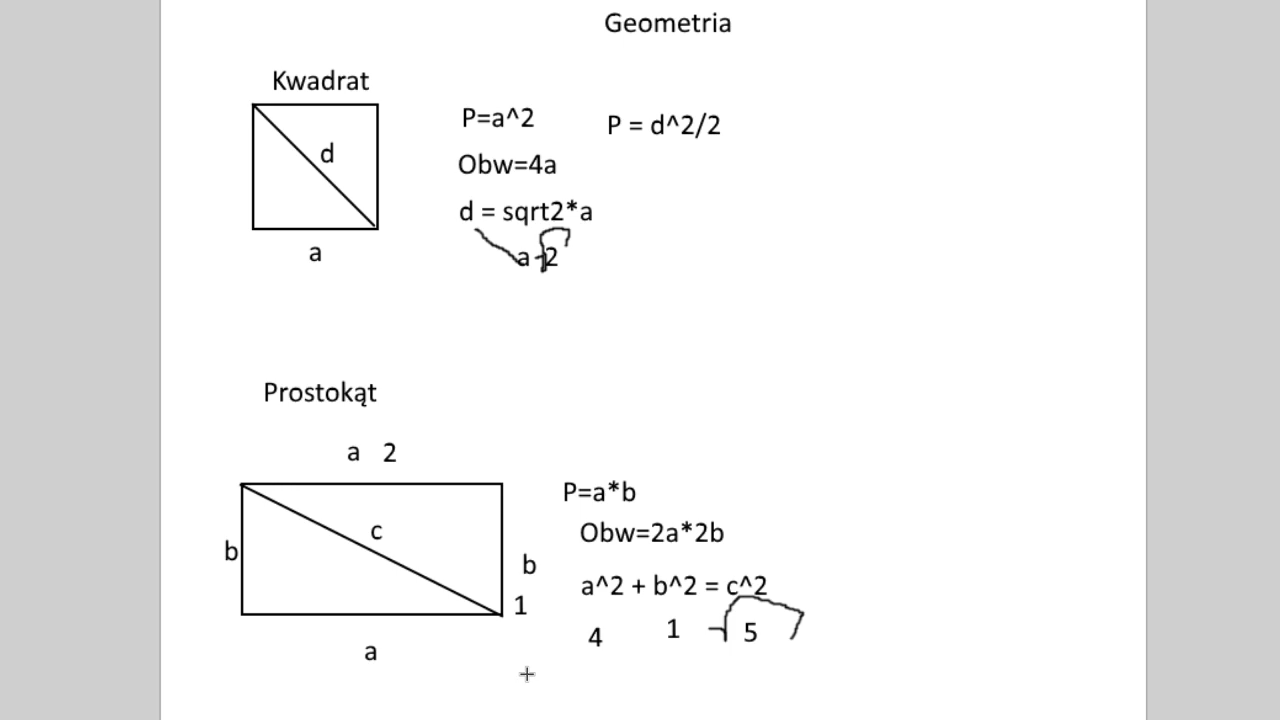 Geometria
Kwadrat
P=a^2
P = d^2/2
d
Obw=4a
d = sqrt2*a
a
a √2
Prostokąt
a 2
P=a*b
c
Obw=2a*2b
b
b
a^2 + b^2 = c^2
1
4 1 √5
a